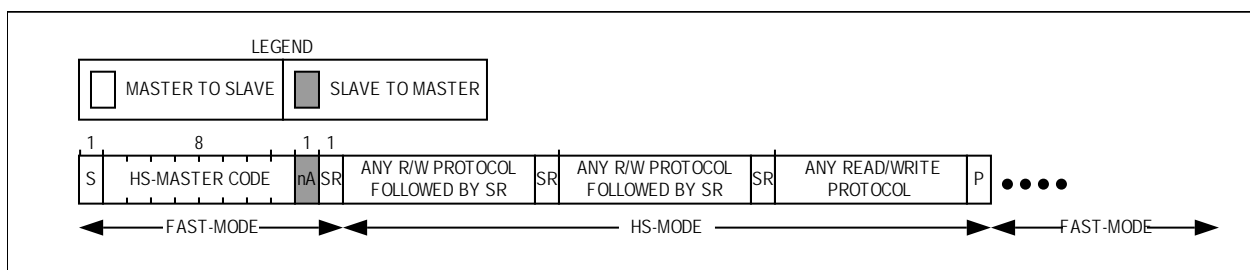 LEGEND
MASTER TO SLAVE SLAVE TO MASTER
1 8 1 1
S HS-MASTER CODE nA SR ANY R/W PROTOCOL FOLLOWED BY SR SR ANY R/W PROTOCOL FOLLOWED BY SR SR ANY READ/WRITE PROTOCOL P
FAST-MODE HS-MODE FAST-MODE